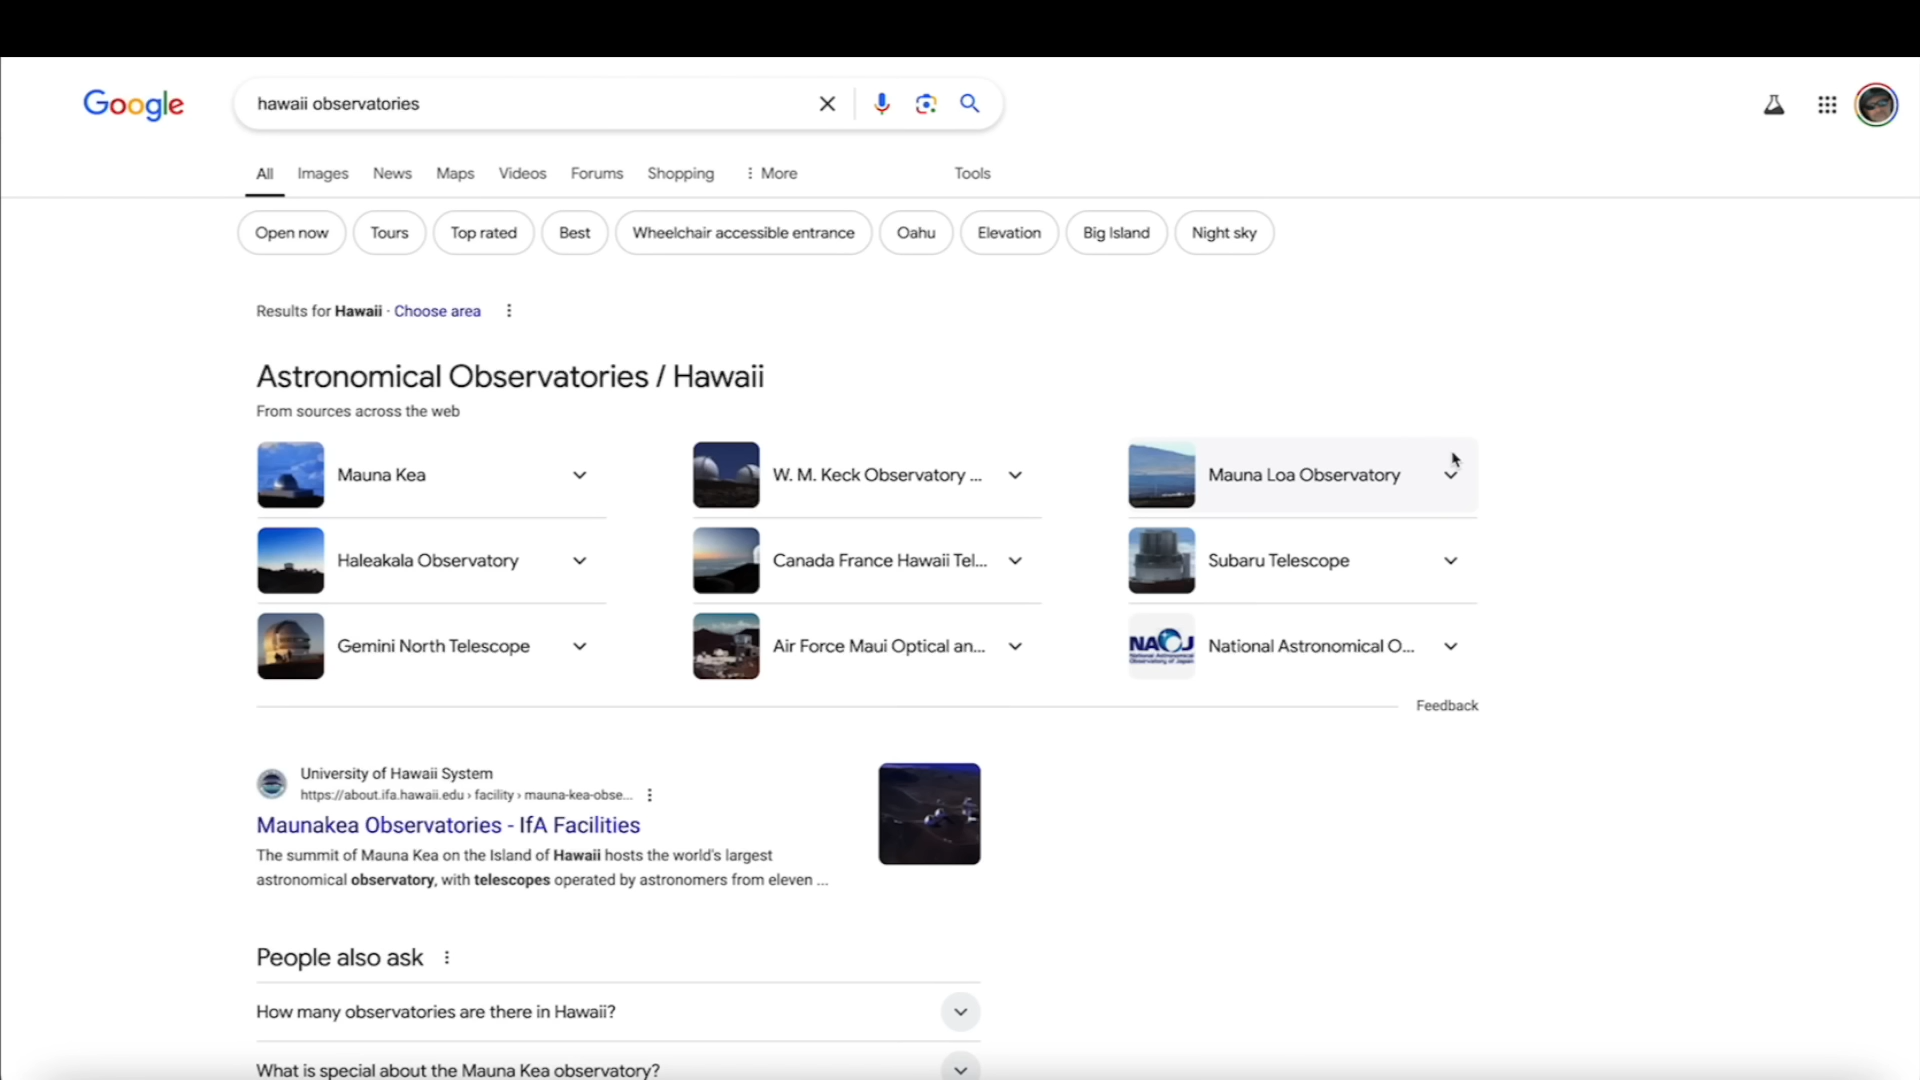 Google
hawaii observatories
All Images News Maps Videos Forums Shopping More Tools
Open now Tours Top rated Best Wheelchair accessible entrance Oahu Elevation Big Island Night sky
Results for Hawaii · Choose area
Astronomical Observatories / Hawaii
From sources across the web
Mauna Kea
W. M. Keck Observatory ...
Mauna Loa Observatory
Haleakala Observatory
Canada France Hawaii Tel...
Subaru Telescope
Gemini North Telescope
Air Force Maui Optical an...
NAOJ
National Astronomical
Observatory of Japan
National Astronomical O...
Feedback
University of Hawaii System
https://about.ifa.hawaii.edu › facility › mauna-kea-obse...
Maunakea Observatories - IfA Facilities
The summit of Mauna Kea on the Island of Hawaii hosts the world's largest
astronomical observatory, with telescopes operated by astronomers from eleven ...
People also ask
How many observatories are there in Hawaii?
What is special about the Mauna Kea observatory?